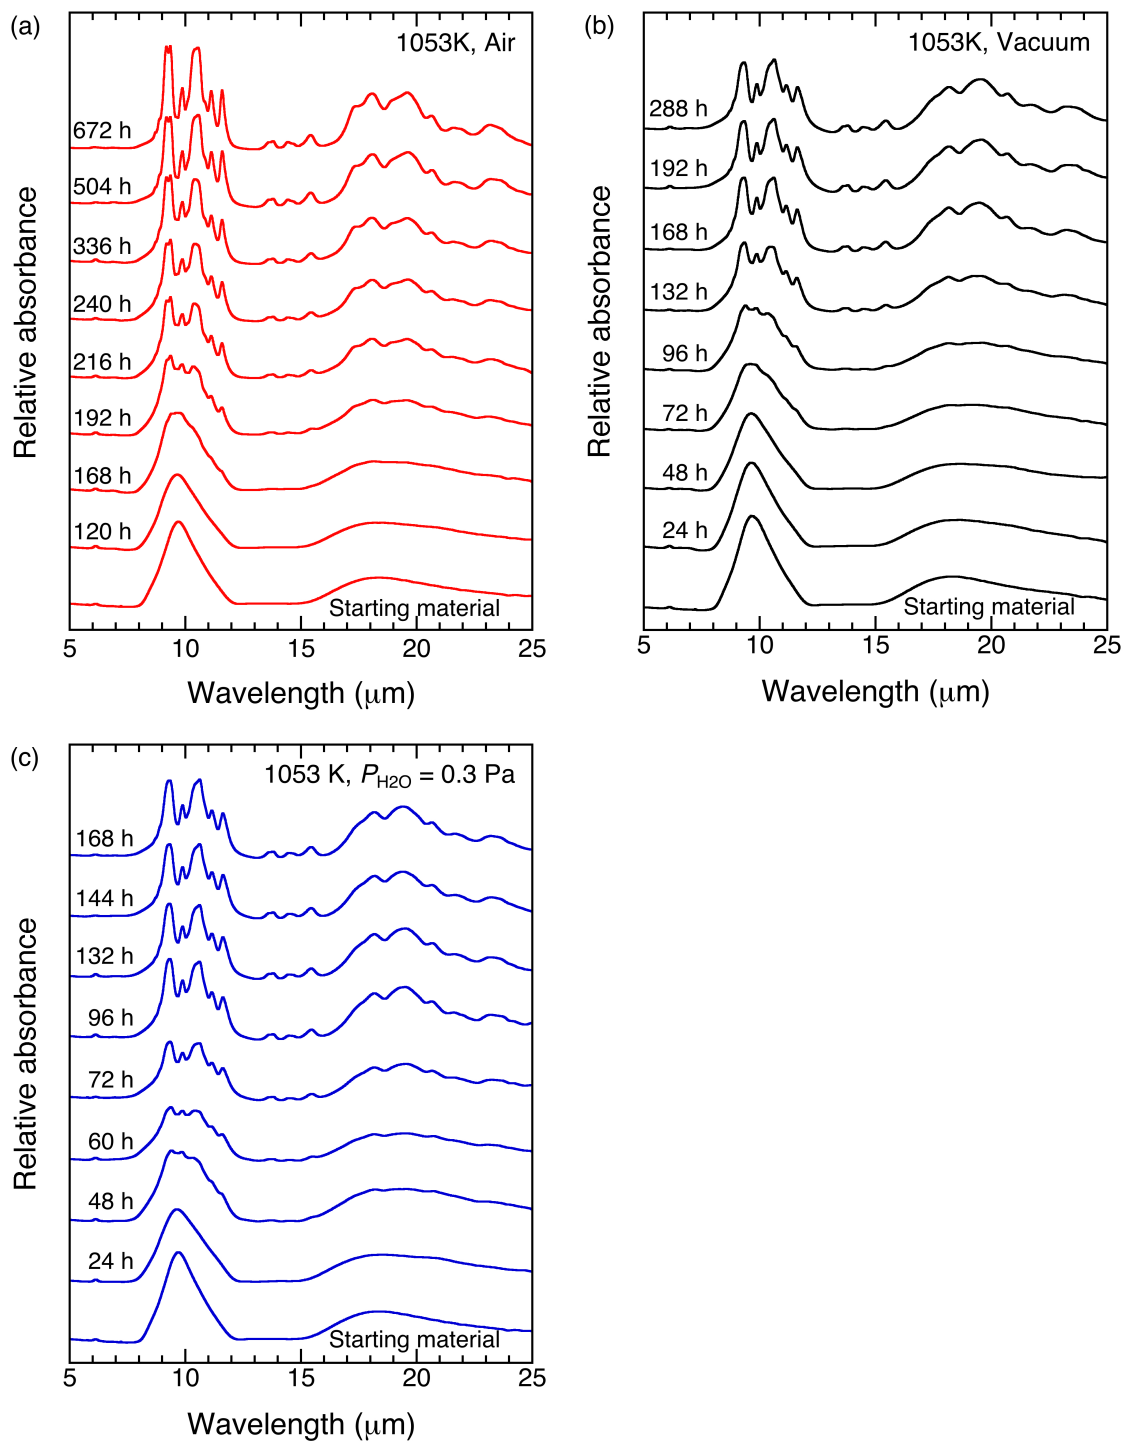 (a)
1053K, Air
672 h
504 h
336 h
240 h
216 h
192 h
168 h
120 h
Starting material
Relative absorbance
5 10 15 20 25
Wavelength (μm)
(b)
1053K, Vacuum
288 h
192 h
168 h
132 h
96 h
72 h
48 h
24 h
Starting material
Relative absorbance
5 10 15 20 25
Wavelength (μm)
(c)
1053 K, PH2O = 0.3 Pa
168 h
144 h
132 h
96 h
72 h
60 h
48 h
24 h
Starting material
Relative absorbance
5 10 15 20 25
Wavelength (μm)